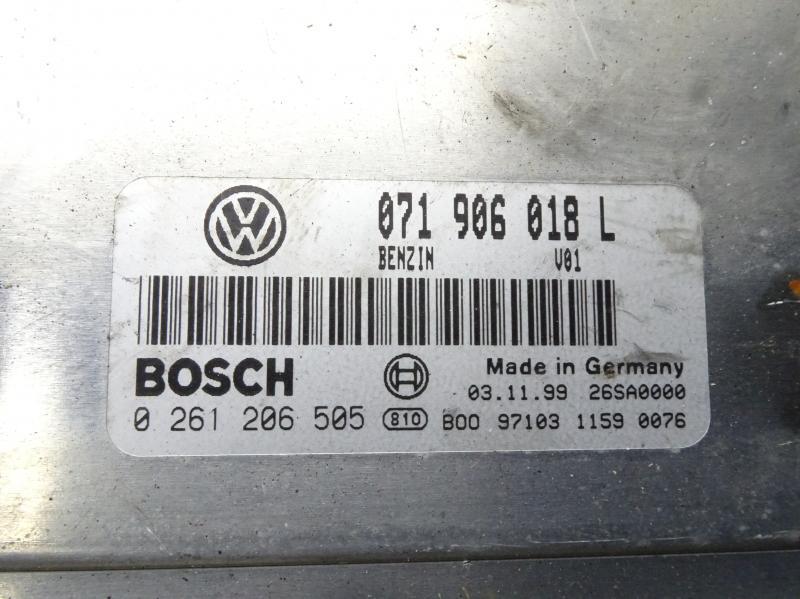 071 906 018 L
BENZIN V01
BOSCH
Made in Germany
03.11.99 26SA0000
0 261 206 505 810 B00 97103 1159 0076